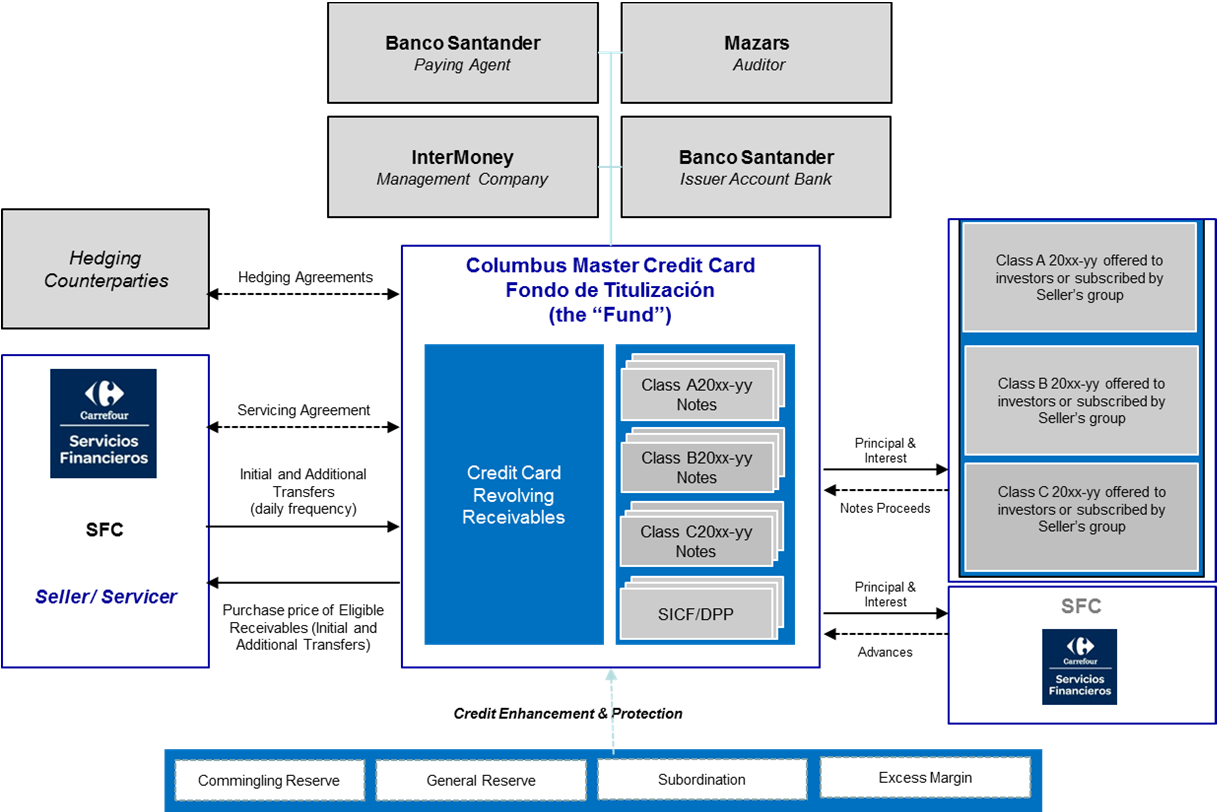 Banco Santander
Paying Agent
Mazars
Auditor
InterMoney
Management Company
Banco Santander
Issuer Account Bank
Hedging
Counterparties
Hedging Agreements
Columbus Master Credit Card
Fondo de Titulización
(the “Fund”)
Carrefour
Servicios
Financieros
SFC
Seller/ Servicer
Servicing Agreement
Initial and Additional
Transfers
(daily frequency)
Purchase price of Eligible
Receivables (Initial and
Additional Transfers)
Credit Card
Revolving
Receivables
Class A20xx-yy
Notes
Class B20xx-yy
Notes
Class C20xx-yy
Notes
SICF/DPP
Principal &
Interest
Notes Proceeds
Principal &
Interest
Advances
Class A 20xx-yy offered to
investors or subscribed by
Seller’s group
Class B 20xx-yy offered to
investors or subscribed by
Seller’s group
Class C 20xx-yy offered to
investors or subscribed by
Seller’s group
SFC
Carrefour
Servicios
Financieros
Credit Enhancement & Protection
Commingling Reserve
General Reserve
Subordination
Excess Margin